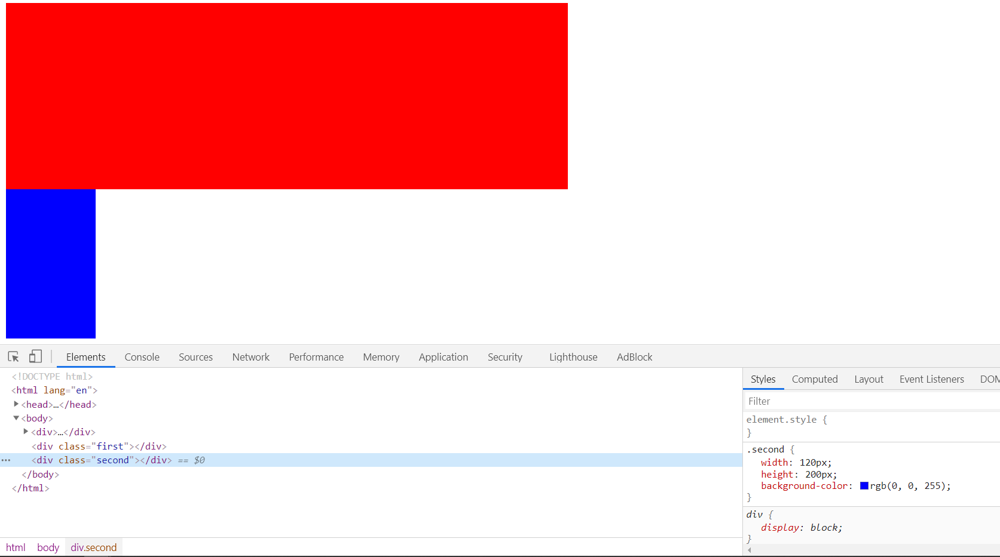 Elements Console Sources Network Performance Memory Application Security Lighthouse AdBlock
<!DOCTYPE html>
<html lang="en">
<head>…</head>
<body>
<div>…</div>
<div class="first"></div>
<div class="second"></div> == $0
</body>
</html>
html body div.second
Styles Computed Layout Event Listeners DOM
Filter
element.style {
}
.second {
width: 120px;
height: 200px;
background-color: rgb(0, 0, 255);
}
div {
display: block;
}